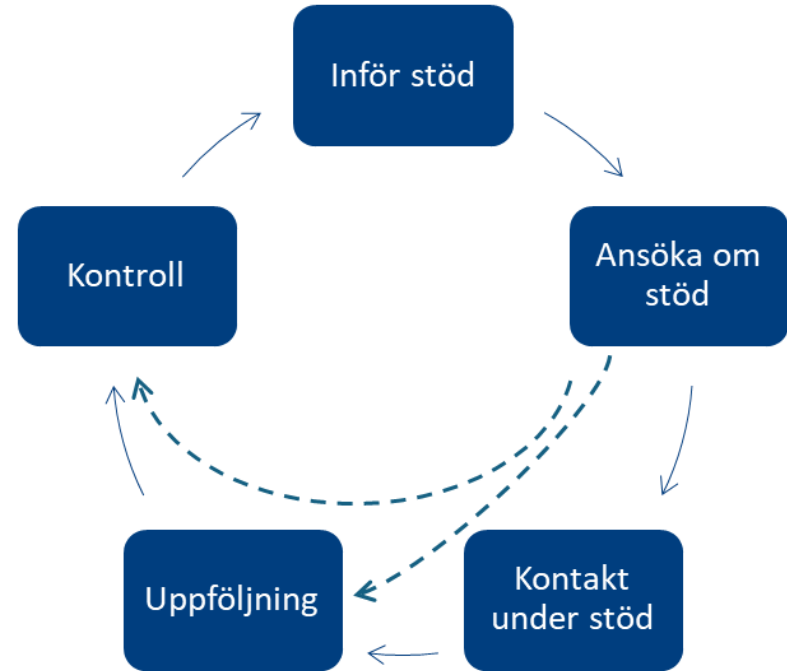 Inför stöd
Ansöka om
stöd
Kontakt
under stöd
Uppföljning
Kontroll